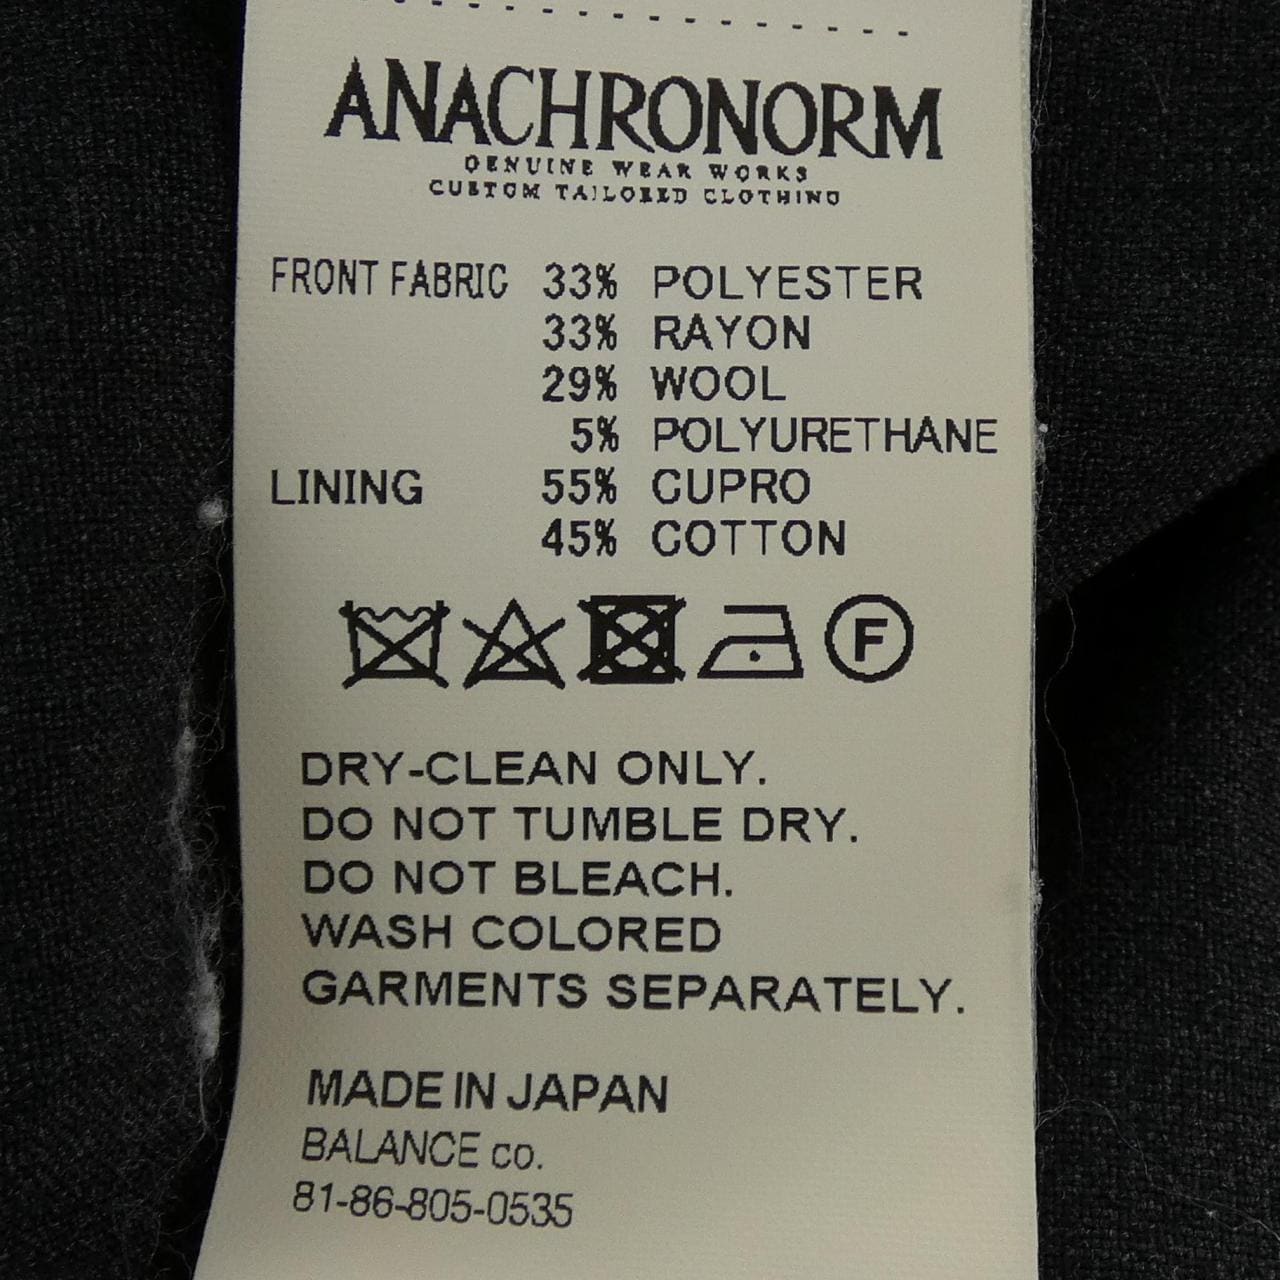 ANACHRONORM
GENUINE WEAR WORKS
CUSTOM TAILORED CLOTHING
FRONT FABRIC 33% POLYESTER
33% RAYON
29% WOOL
5% POLYURETHANE
LINING 55% CUPRO
45% COTTON
F
DRY-CLEAN ONLY.
DO NOT TUMBLE DRY.
DO NOT BLEACH.
WASH COLORED
GARMENTS SEPARATELY.
MADE IN JAPAN
BALANCE co.
81-86-805-0535